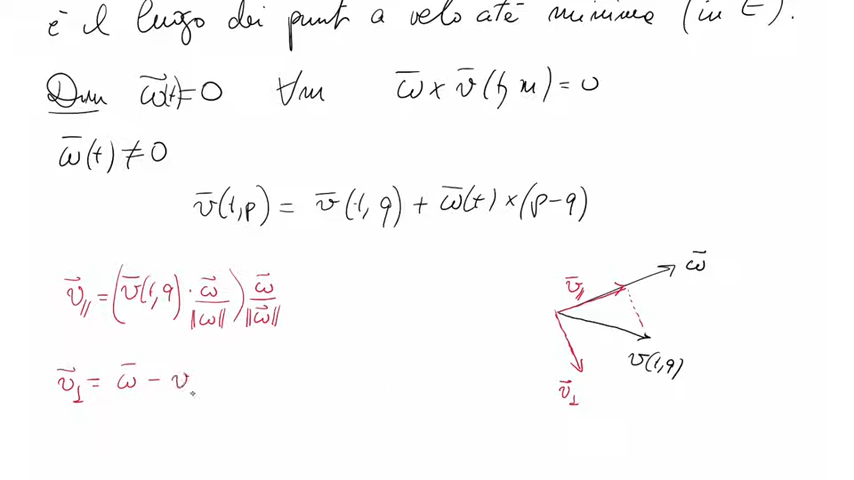 è il luogo dei punti a velocità minima (in E).
Dim ω̄(t)=0 ∀m ω̄ × v̄(t, m) = 0
ω̄(t) ≠ 0
v̄(t,p) = v̄(t,q) + ω̄(t) × (p-q)
v̄∥ = (v̄(t,q) · ω̄/‖ω‖) ω̄/‖ω̄‖
v̄⊥ = ω̄ - v
ω̄
v̄∥
v(t,q)
v̄⊥